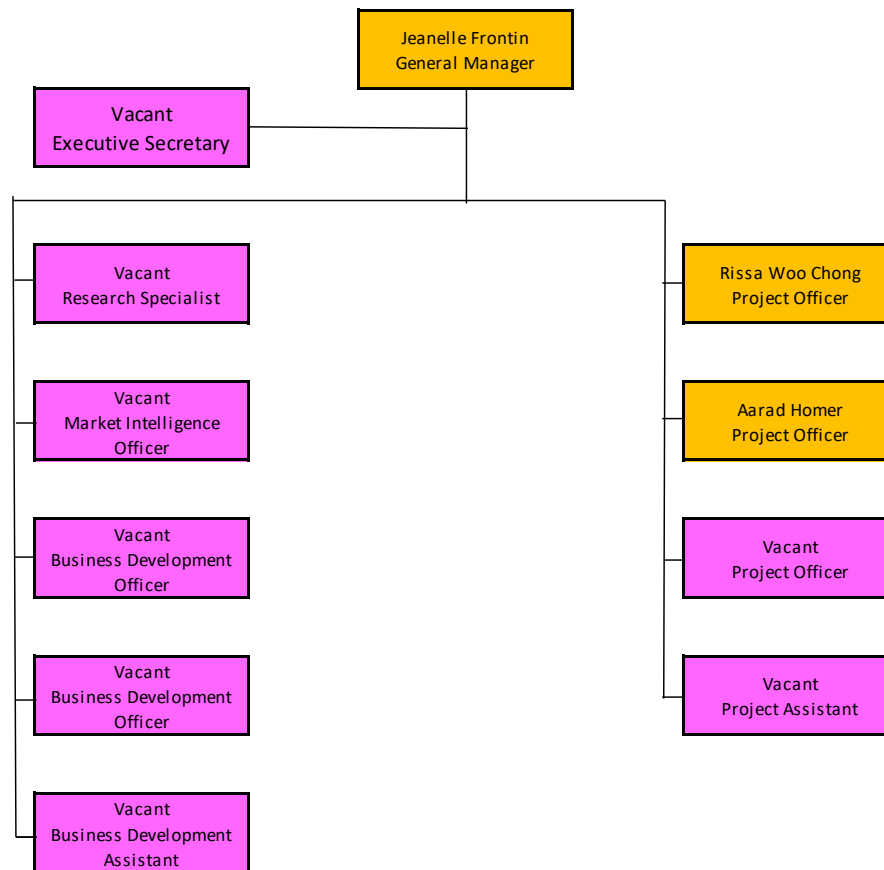 Jeanelle Frontin
General Manager
Vacant
Executive Secretary
Vacant
Research Specialist
Vacant
Market Intelligence
Officer
Vacant
Business Development
Officer
Vacant
Business Development
Officer
Vacant
Business Development
Assistant
Rissa Woo Chong
Project Officer
Aarad Homer
Project Officer
Vacant
Project Officer
Vacant
Project Assistant